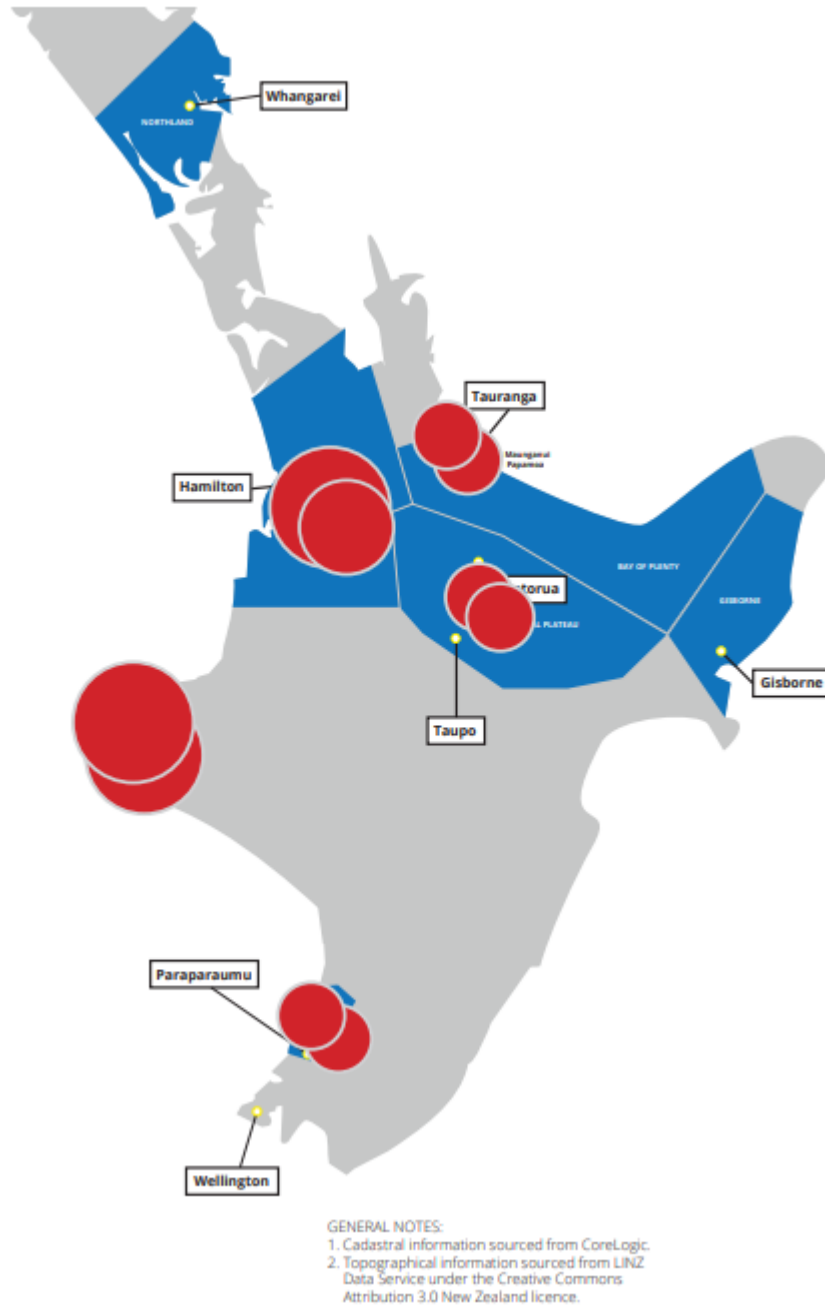 Whangarei
NORTHLAND
Tauranga
Maunganui
Papamoa
Hamilton
BAY OF PLENTY
GISBORNE
PLATEAU
Gisborne
Taupo
Paraparaumu
Wellington
GENERAL NOTES:
1. Cadastral information sourced from CoreLogic.
2. Topographical information sourced from LINZ
Data Service under the Creative Commons
Attribution 3.0 New Zealand licence.